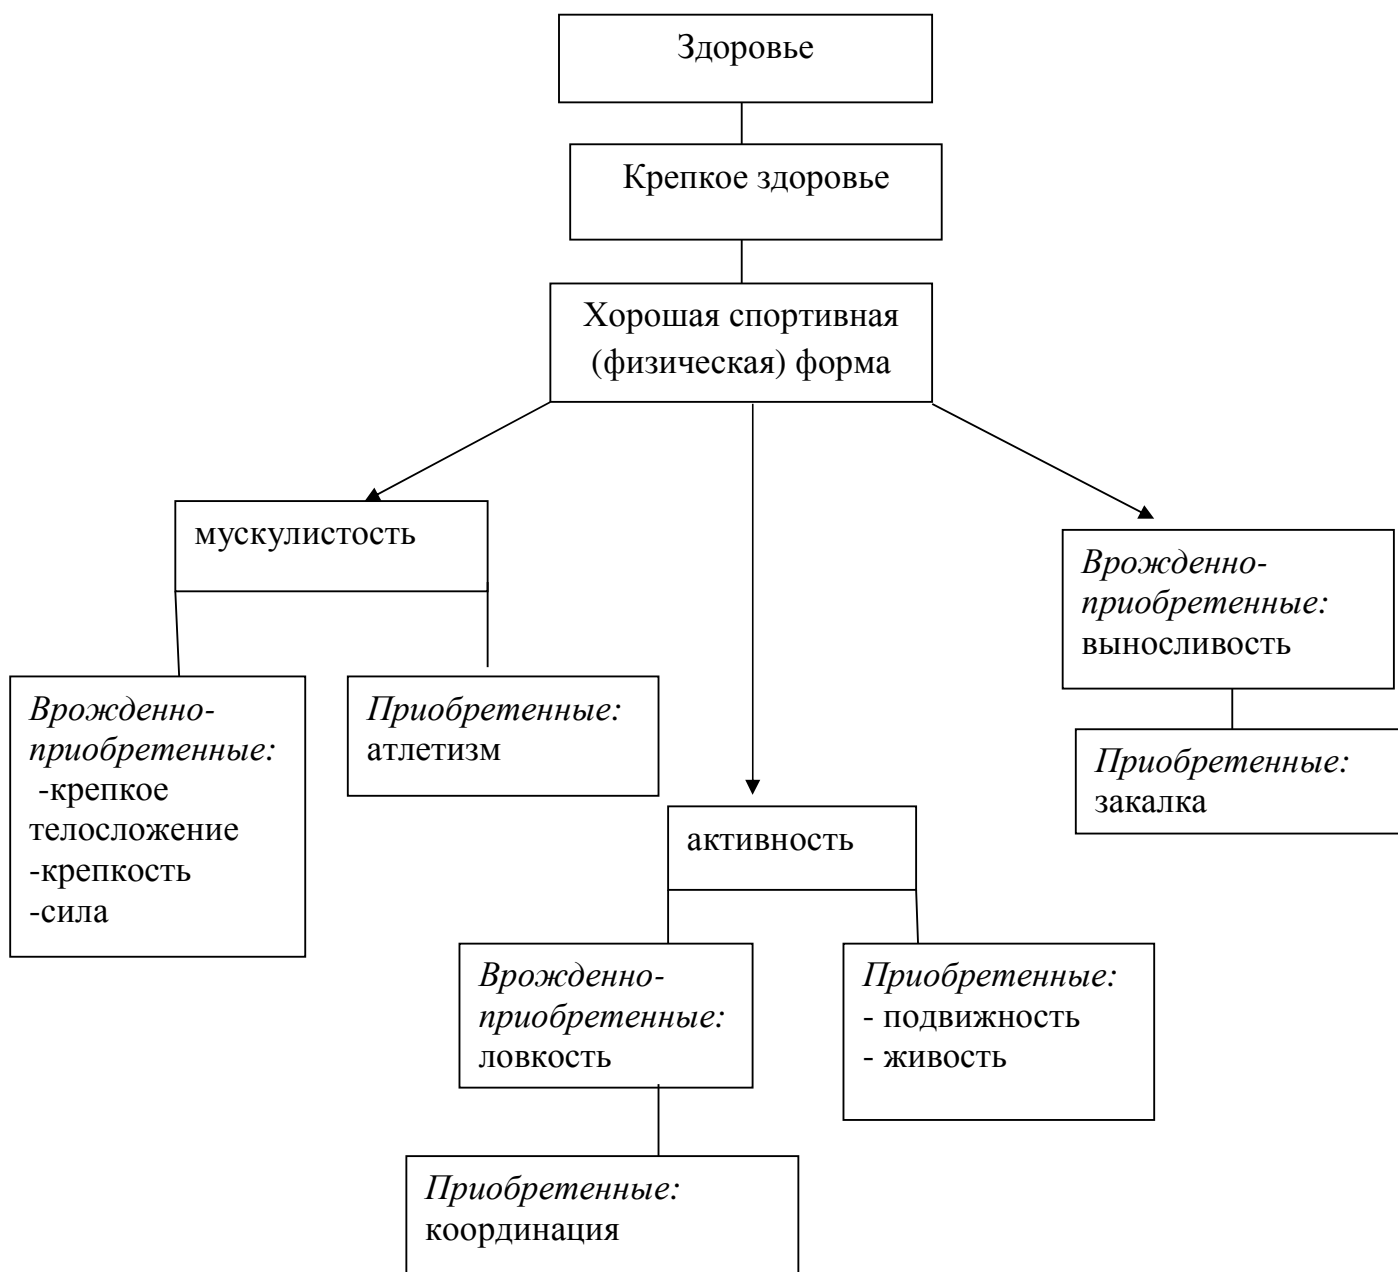 Здоровье
Крепкое здоровье
Хорошая спортивная
(физическая) форма
мускулистость
Врожденно-
приобретенные:
выносливость
Врожденно-
приобретенные:
-крепкое
телосложение
-крепкость
-сила
Приобретенные:
атлетизм
Приобретенные:
закалка
активность
Врожденно-
приобретенные:
ловкость
Приобретенные:
- подвижность
- живость
Приобретенные:
координация